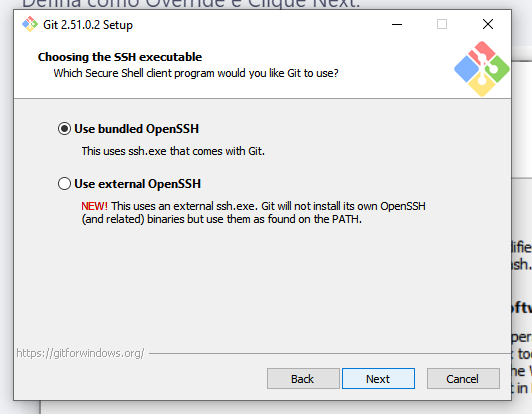 Defina como Override e Clique Next.
Git 2.51.0.2 Setup
Choosing the SSH executable
Which Secure Shell client program would you like Git to use?
Use bundled OpenSSH
This uses ssh.exe that comes with Git.
Use external OpenSSH
NEW! This uses an external ssh.exe. Git will not install its own OpenSSH
(and related) binaries but use them as found on the PATH.
https://gitforwindows.org/
Back
Next
Cancel